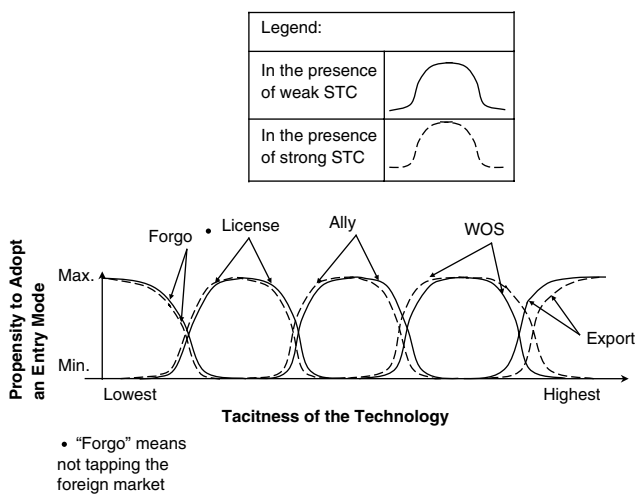 Legend:
In the presence
of weak STC
In the presence
of strong STC
Forgo •
License
Ally
WOS
Max.
Min.
Export
Propensity to Adopt
an Entry Mode
Lowest
Highest
Tacitness of the Technology
• “Forgo” means
not tapping the
foreign market